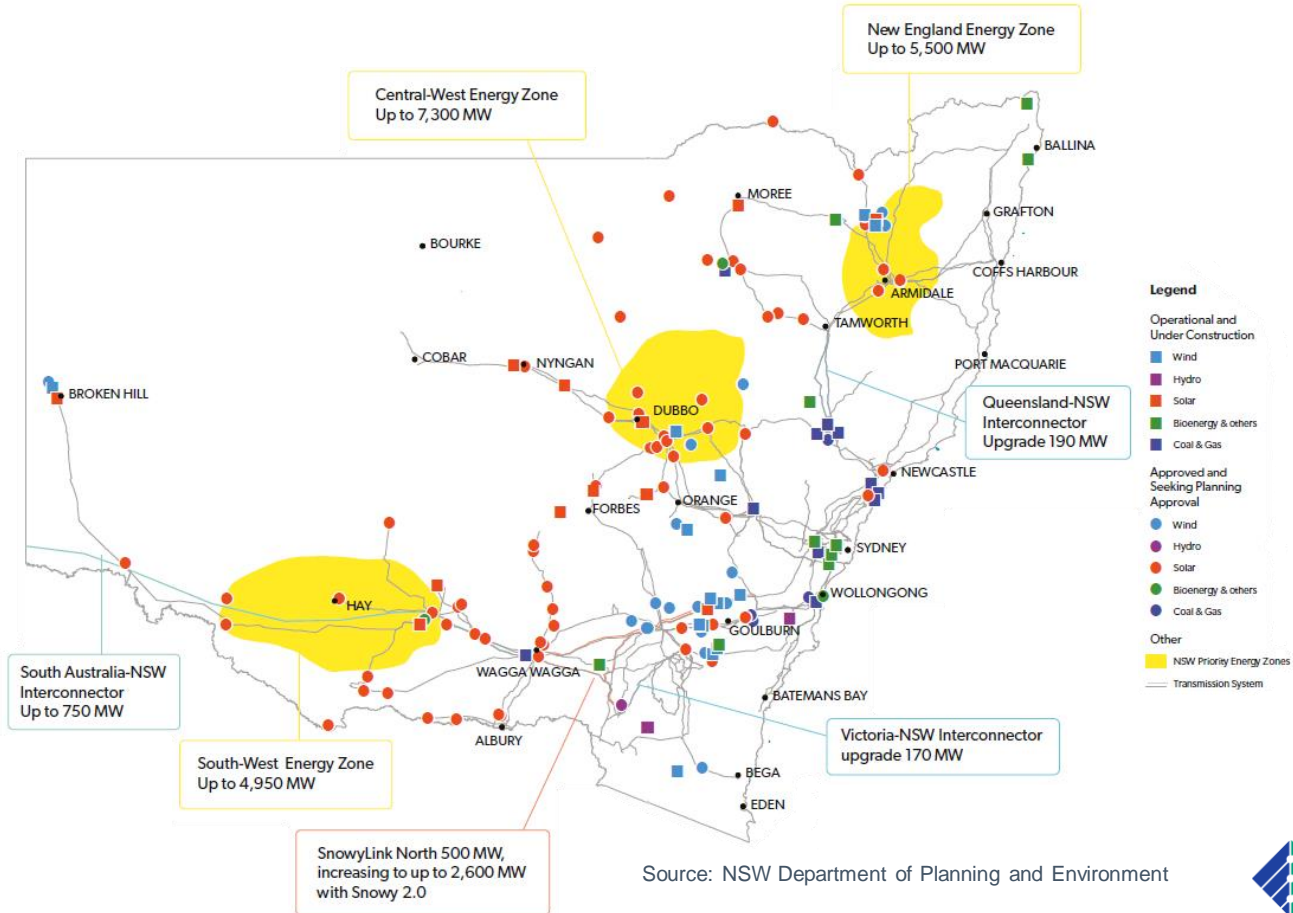 New England Energy Zone
Up to 5,500 MW
Central-West Energy Zone
Up to 7,300 MW
BALLINA
MOREE
GRAFTON
BOURKE
COFFS HARBOUR
ARMIDALE
TAMWORTH
COBAR
NYNGAN
PORT MACQUARIE
BROKEN HILL
DUBBO
Queensland-NSW
Interconnector
Upgrade 190 MW
NEWCASTLE
ORANGE
FORBES
SYDNEY
HAY
WOLLONGONG
GOULBURN
WAGGA WAGGA
BATEMANS BAY
ALBURY
BEGA
EDEN
South Australia-NSW
Interconnector
Up to 750 MW
South-West Energy Zone
Up to 4,950 MW
Victoria-NSW Interconnector
upgrade 170 MW
SnowyLink North 500 MW,
increasing to up to 2,600 MW
with Snowy 2.0
Legend
Operational and
Under Construction
Wind
Hydro
Solar
Bioenergy & others
Coal & Gas
Approved and
Seeking Planning
Approval
Wind
Hydro
Solar
Bioenergy & others
Coal & Gas
Other
NSW Priority Energy Zones
Transmission System
Source: NSW Department of Planning and Environment